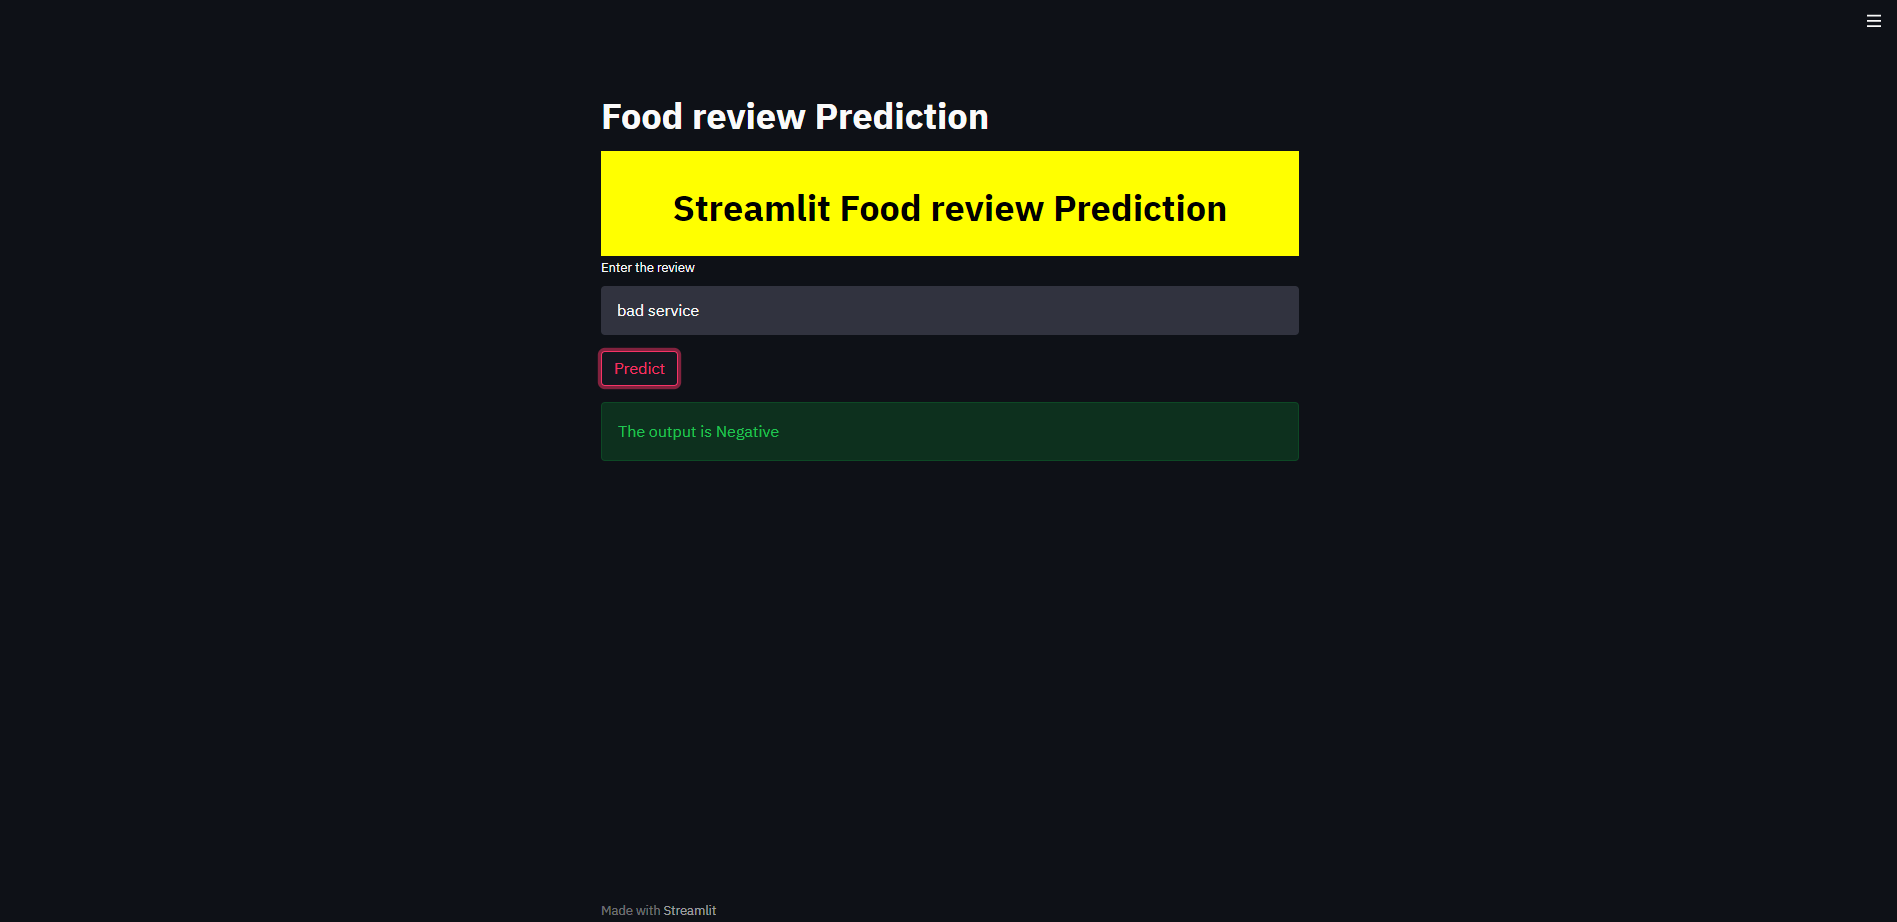 Food review Prediction
Streamlit Food review Prediction
Enter the review
bad service
Predict
The output is Negative
Made with Streamlit